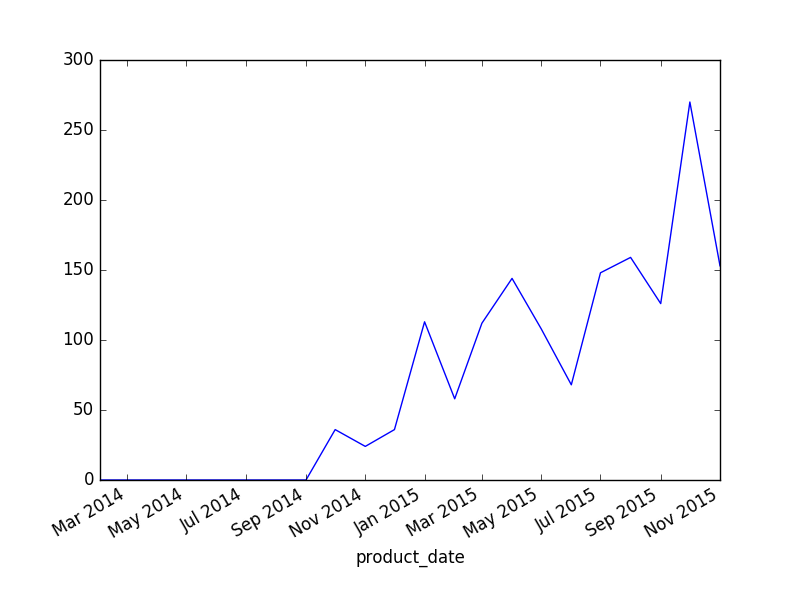 300
250
200
150
100
50
0
Mar 2014
May 2014
Jul 2014
Sep 2014
Nov 2014
Jan 2015
Mar 2015
May 2015
Jul 2015
Sep 2015
Nov 2015
product_date